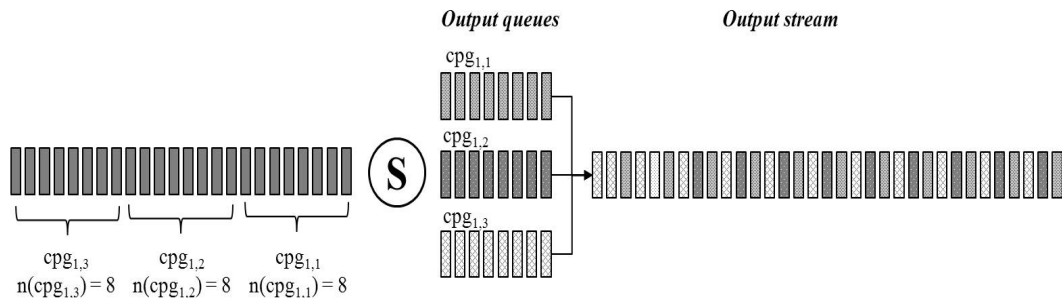 Output queues
Output stream
cpg1,1
cpg1,2
S
cpg1,3
cpg1,3
cpg1,2
cpg1,1
n(cpg1,3) = 8
n(cpg1,2) = 8
n(cpg1,1) = 8